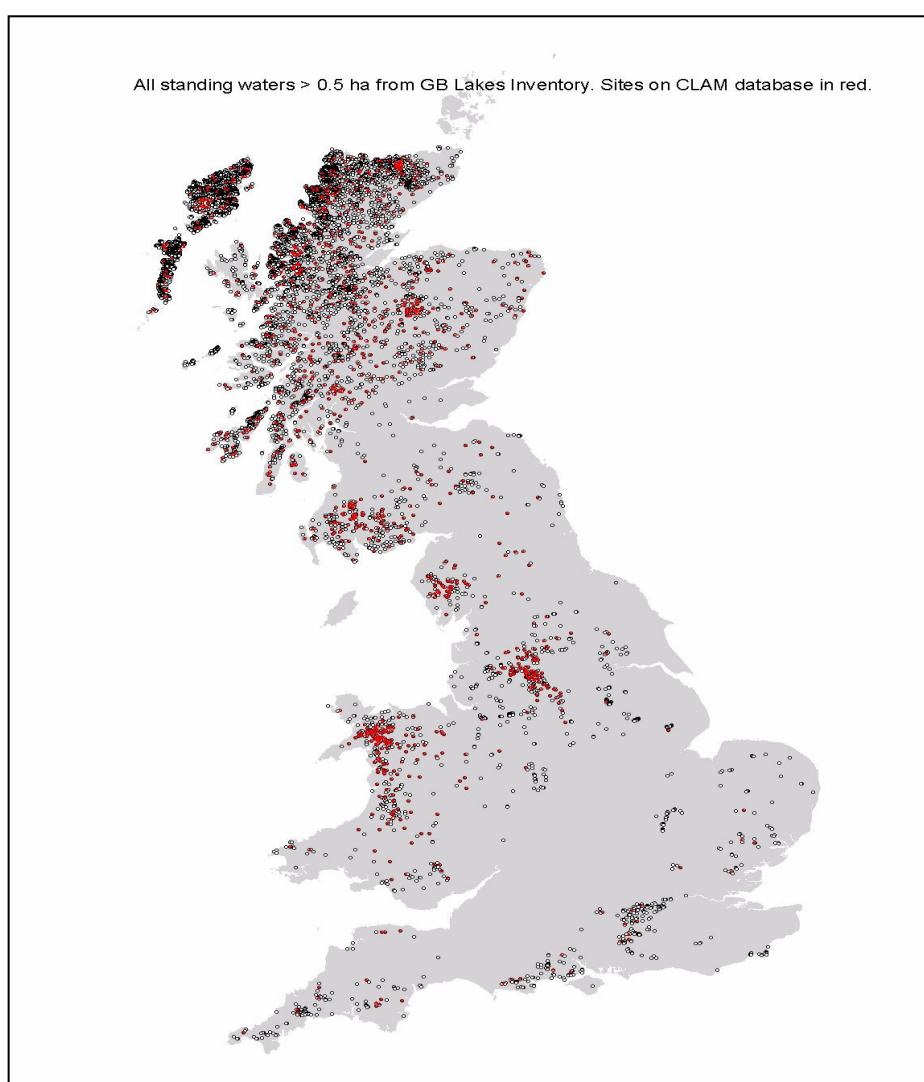 All standing waters > 0.5 ha from GB Lakes Inventory. Sites on CLAM database in red.